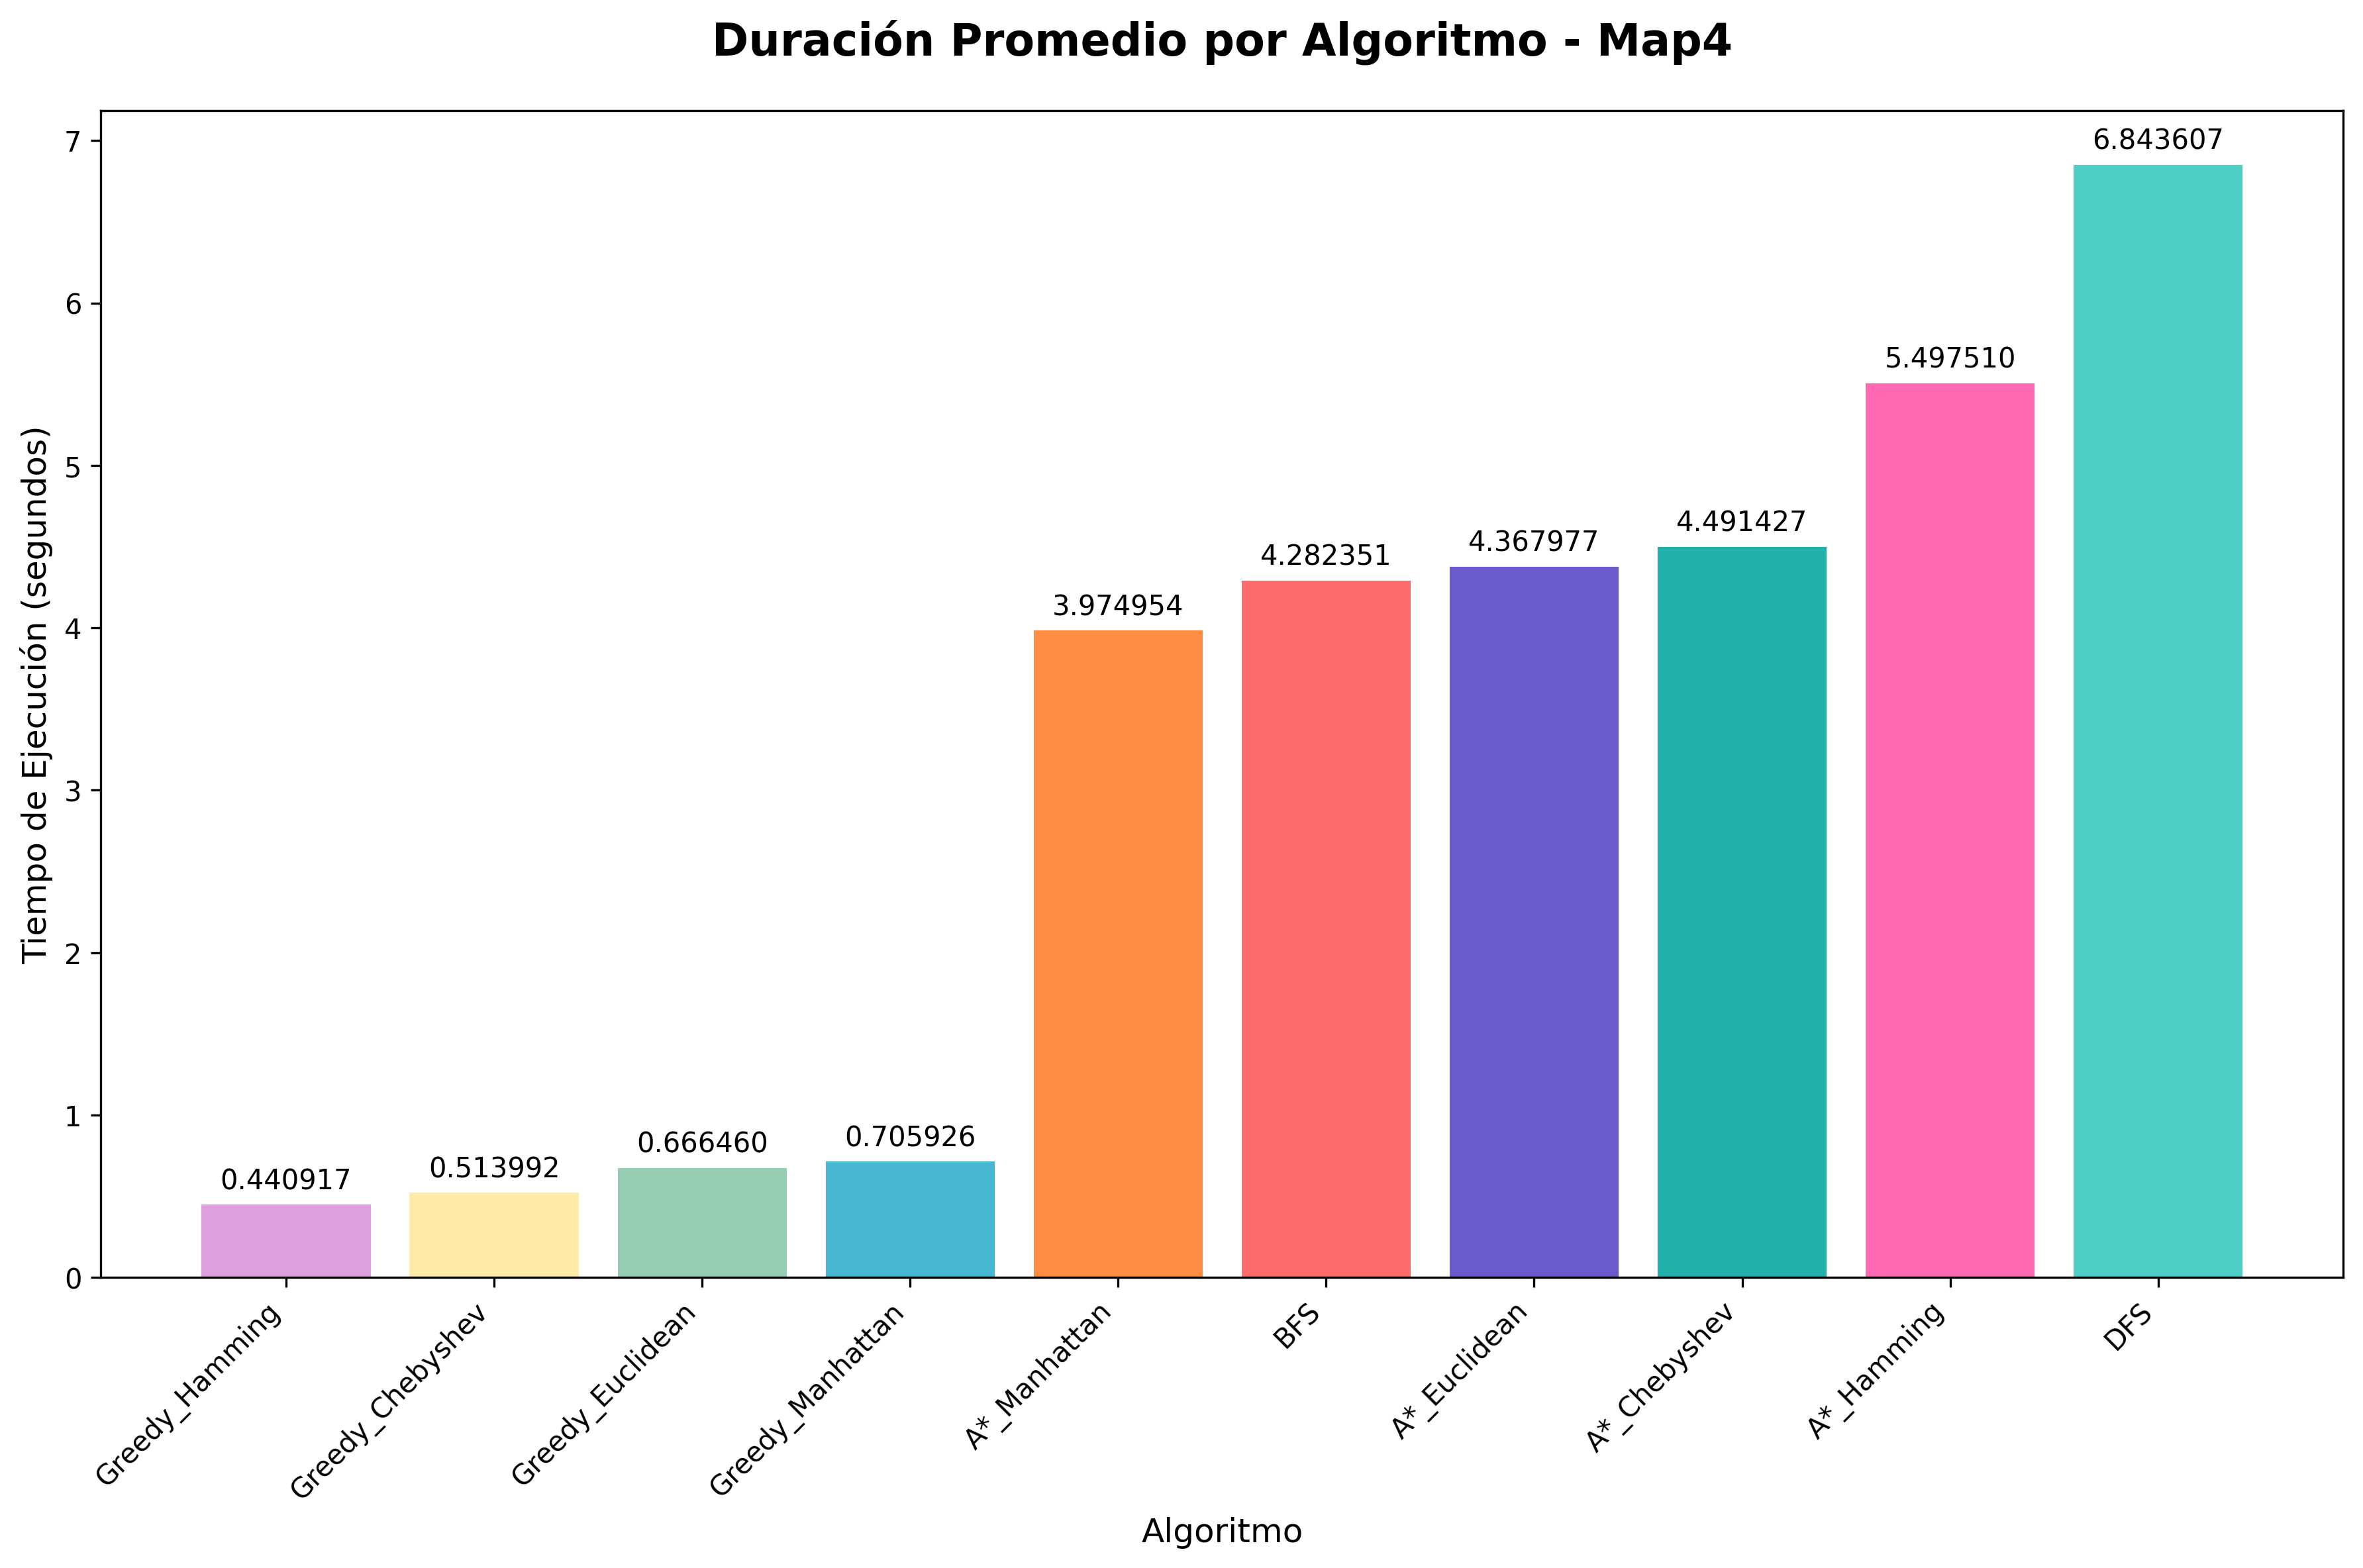 Duración Promedio por Algoritmo - Map4
Tiempo de Ejecución (segundos)
7
6
5
4
3
2
1
0
0.440917
0.513992
0.666460
0.705926
3.974954
4.282351
4.367977
4.491427
5.497510
6.843607
Greedy_Hamming
Greedy_Chebyshev
Greedy_Euclidean
Greedy_Manhattan
A*_Manhattan
BFS
A*_Euclidean
A*_Chebyshev
A*_Hamming
DFS
Algoritmo